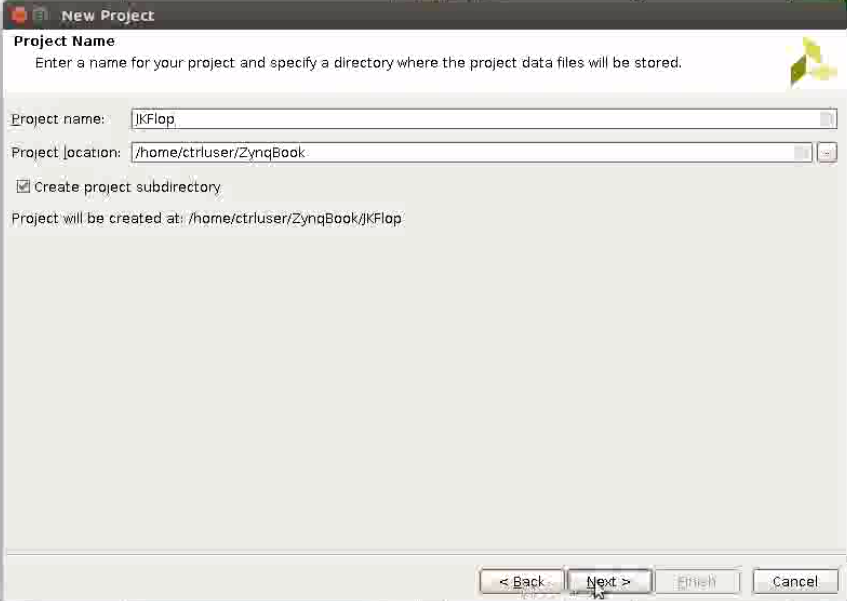 New Project
Project Name
Enter a name for your project and specify a directory where the project data files will be stored.
Project name: JKFlop
Project location: /home/ctrluser/ZynqBook
Create project subdirectory
Project will be created at: /home/ctrluser/ZynqBook/JKFlop
< Back Next > Finish Cancel